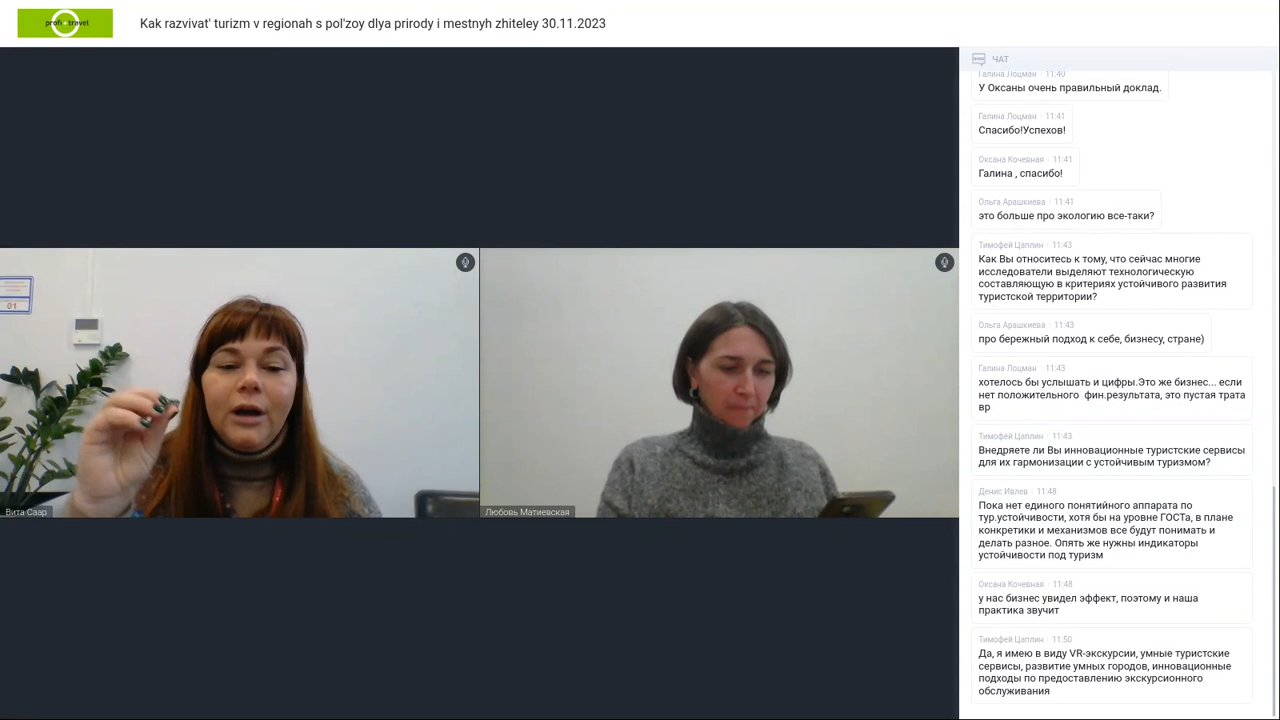 profi travel
Kak razvivat' turizm v regionah s pol'zoy dlya prirody i mestnyh zhiteley 30.11.2023
ЧАТ
Галина Лоцман 11:40
У Оксаны очень правильный доклад.
Галина Лоцман 11:41
Спасибо!Успехов!
Оксана Кочевная 11:41
Галина , спасибо!
Ольга Арашкиева 11:41
это больше про экологию все-таки?
Тимофей Цаплин 11:43
Как Вы относитесь к тому, что сейчас многие
исследователи выделяют технологическую
составляющую в критериях устойчивого развития
туристской территории?
Ольга Арашкиева 11:43
про бережный подход к себе, бизнесу, стране)
Галина Лоцман 11:43
хотелось бы услышать и цифры.Это же бизнес... если
нет положительного фин.результата, это пустая трата
вр
Тимофей Цаплин 11:43
Внедряете ли Вы инновационные туристские сервисы
для их гармонизации с устойчивым туризмом?
Денис Ивлев 11:48
Пока нет единого понятийного аппарата по
тур.устойчивости, хотя бы на уровне ГОСТа, в плане
конкретики и механизмов все будут понимать и
делать разное. Опять же нужны индикаторы
устойчивости под туризм
Оксана Кочевная 11:48
у нас бизнес увидел эффект, поэтому и наша
практика звучит
Тимофей Цаплин 11:50
Да, я имею в виду VR-экскурсии, умные туристские
сервисы, развитие умных городов, инновационные
подходы по предоставлению экскурсионного
обслуживания
01
Вита Саар
Любовь Матиевская